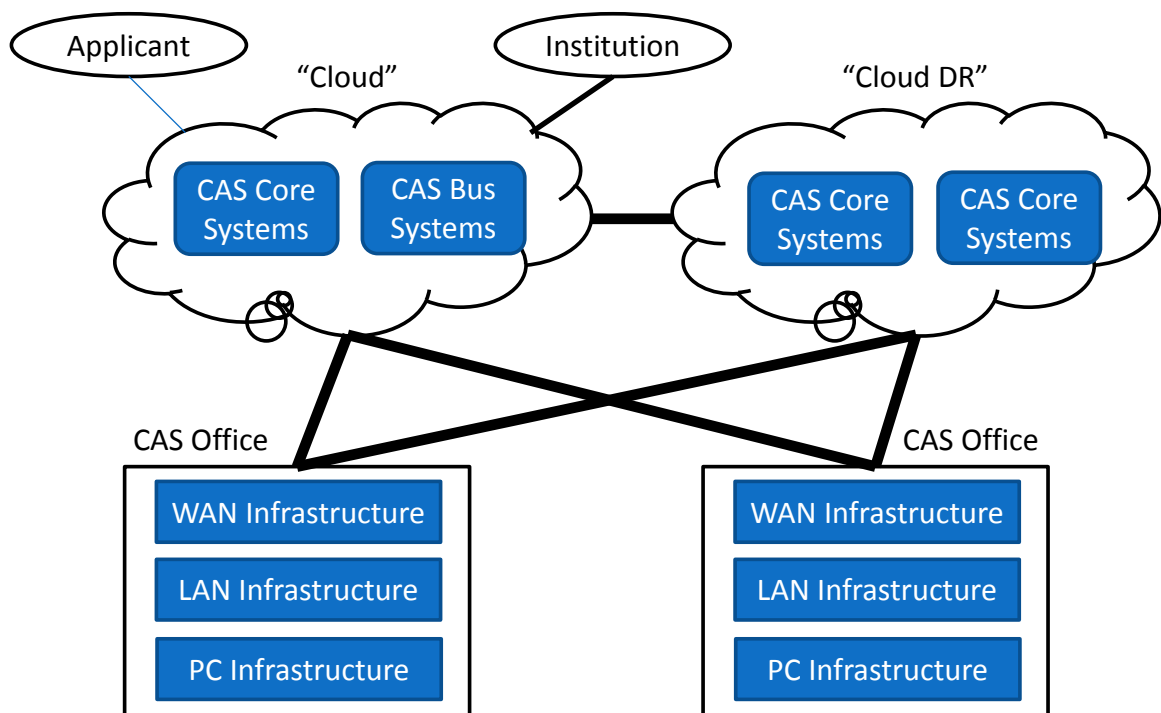 Applicant
Institution
“Cloud”
“Cloud DR”
CAS Core
Systems
CAS Bus
Systems
CAS Core
Systems
CAS Core
Systems
CAS Office
CAS Office
WAN Infrastructure
LAN Infrastructure
PC Infrastructure
WAN Infrastructure
LAN Infrastructure
PC Infrastructure